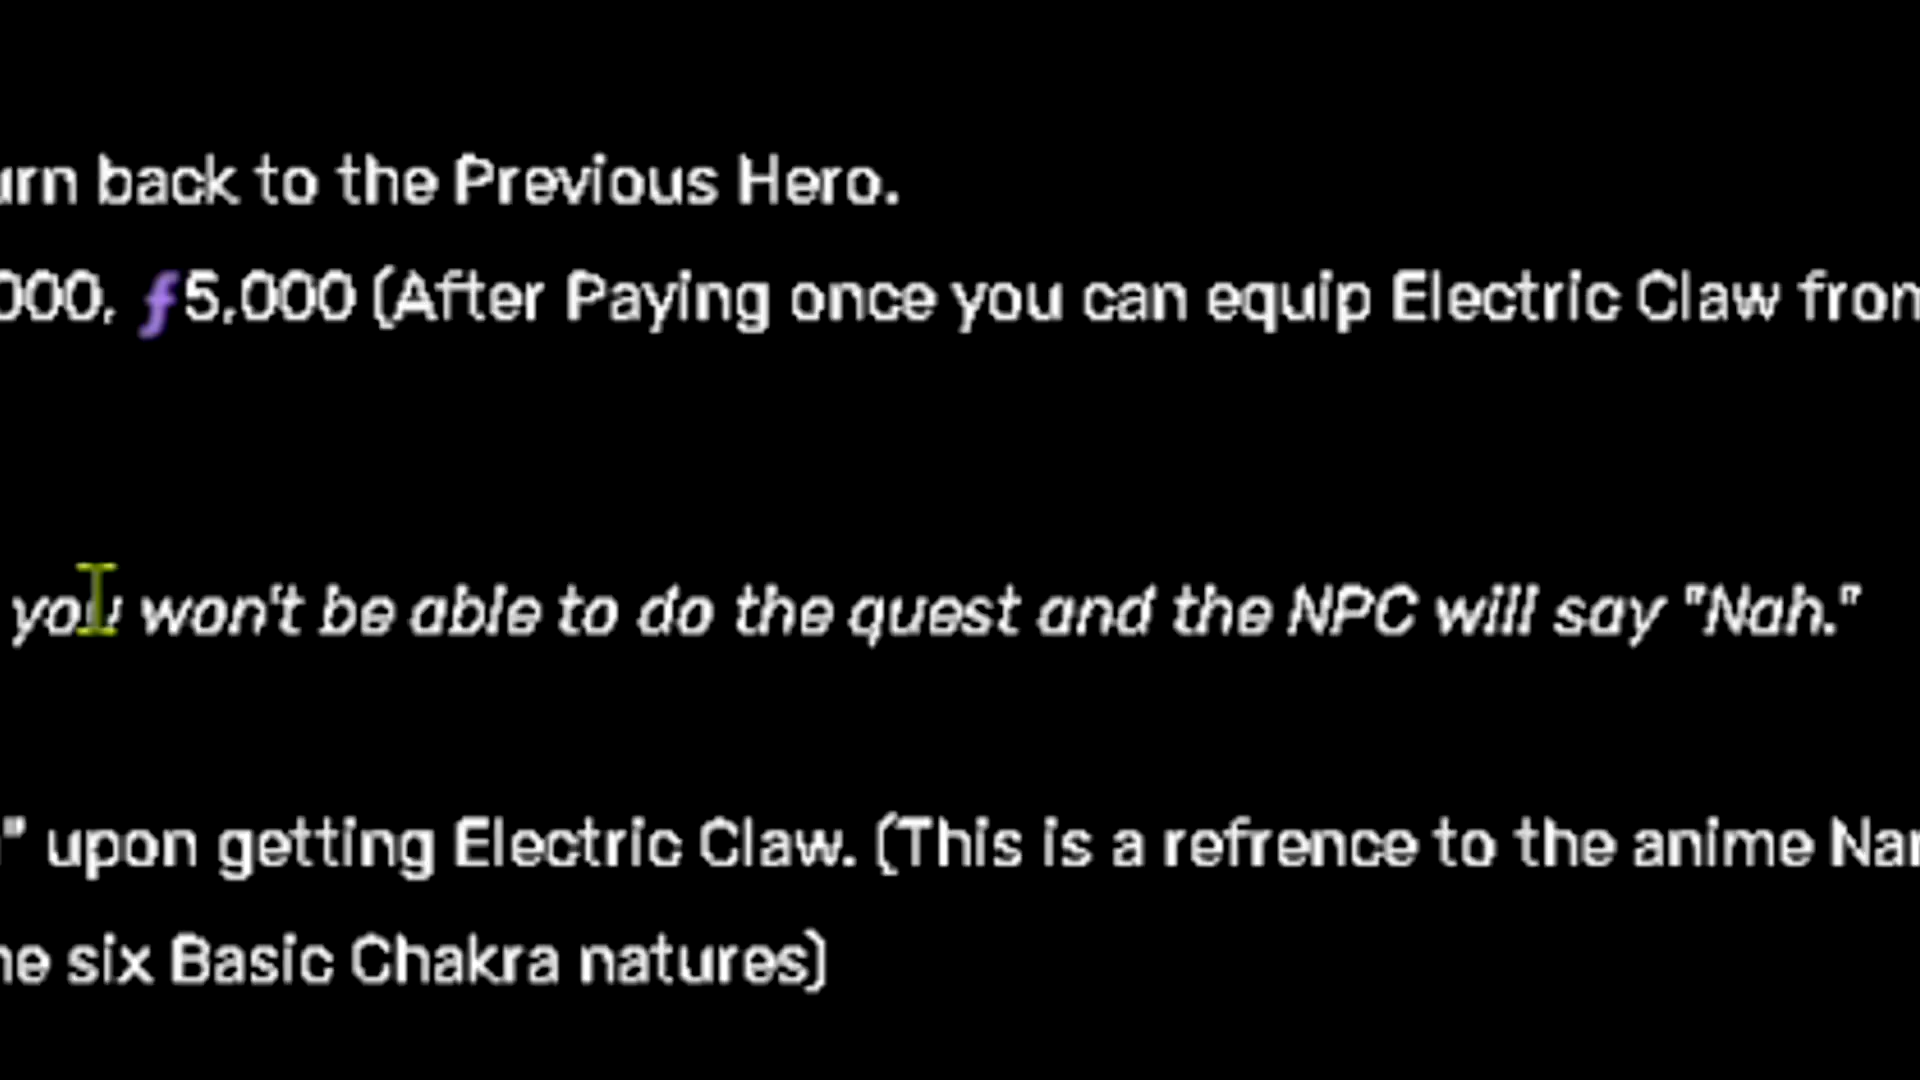 urn back to the Previous Hero.
000, ƒ5,000 (After Paying once you can equip Electric Claw from
you won't be able to do the quest and the NPC will say "Nah."
" upon getting Electric Claw. (This is a refrence to the anime Nar
he six Basic Chakra natures)